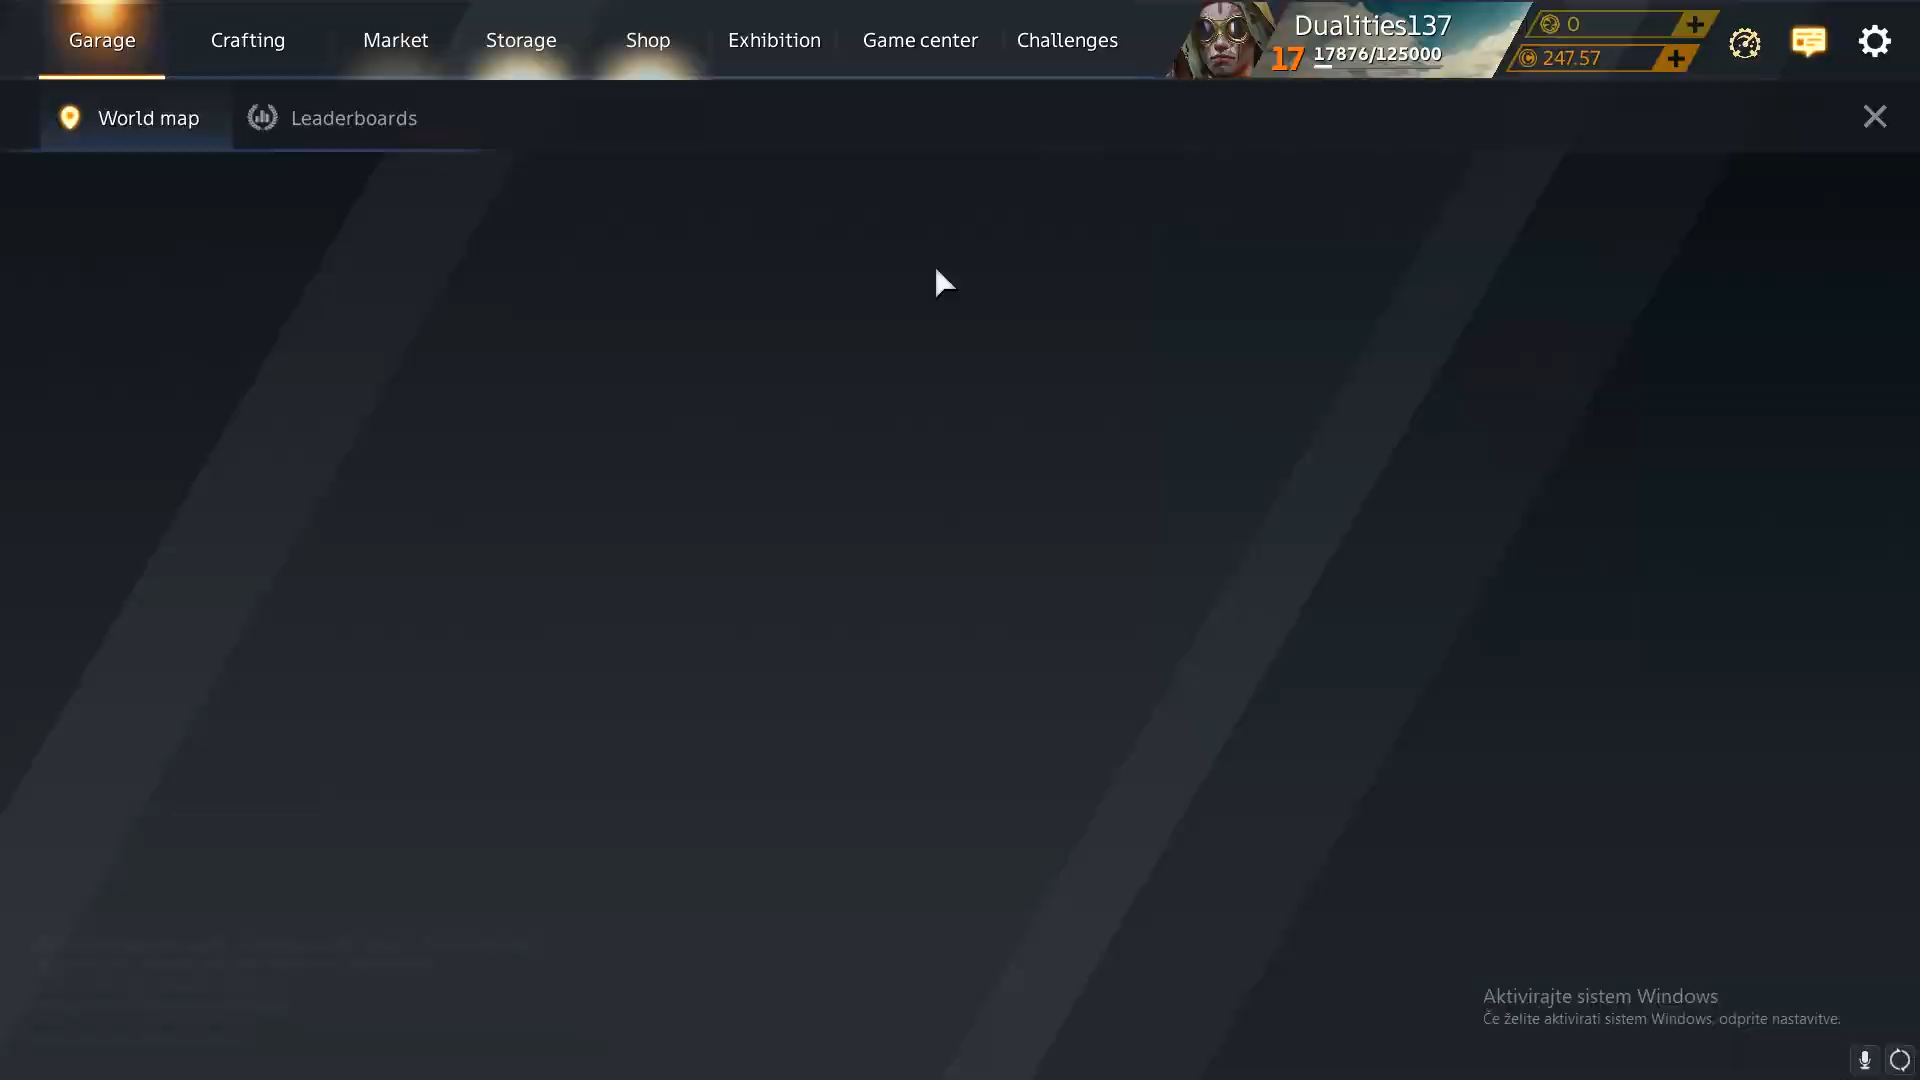 Garage
Crafting
Market
Storage
Shop
Exhibition
Game center
Challenges
Dualities137
17
17876/125000
0
247.57
World map
Leaderboards
Aktivirajte sistem Windows
Če želite aktivirati sistem Windows, odprite nastavitve.